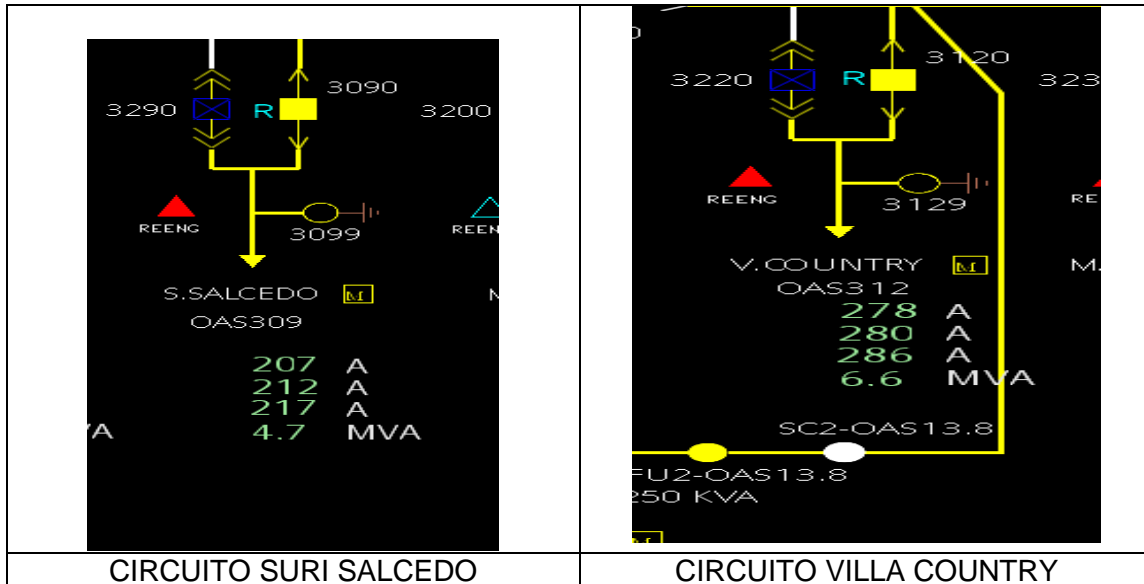 3090
3290
R
3200
REENG
REEN
3099
S.SALCEDO
M
OAS309
207 A
212 A
217 A
4.7 MVA
CIRCUITO SURI SALCEDO
3120
3220
R
323
REENG
RE
3129
V.COUNTRY
M
M.
OAS312
278 A
280 A
286 A
6.6 MVA
SC2-OAS13.8
FU2-OAS13.8
250 KVA
CIRCUITO VILLA COUNTRY